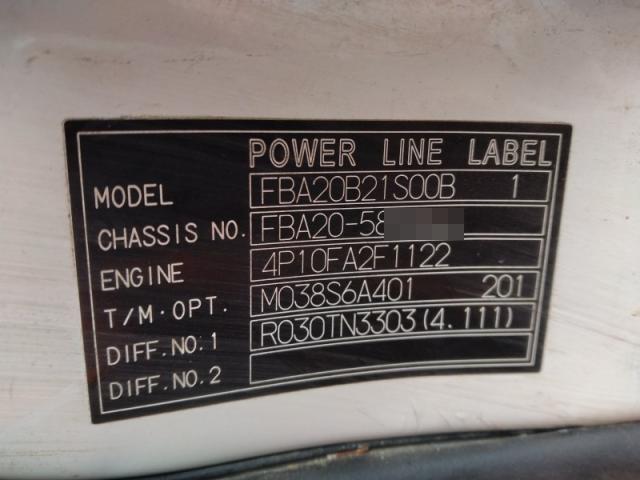 POWER LINE LABEL
MODEL FBA20B21S00B 1
CHASSIS NO. FBA20-58
ENGINE 4P10FA2F1122
T/M·OPT. M038S6A401 201
DIFF.NO.1 R030TN3303(4.111)
DIFF.NO.2